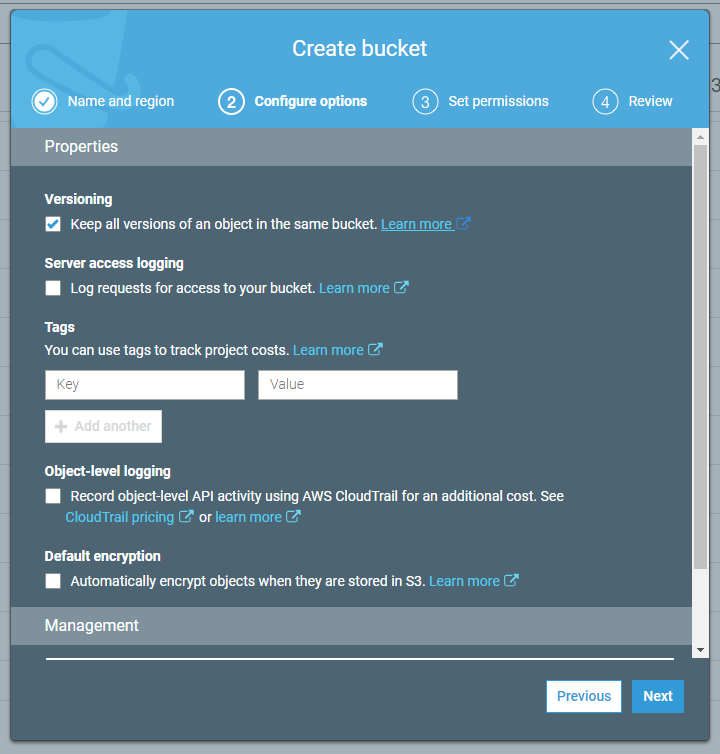 Create bucket
Name and region
2 Configure options
3 Set permissions
4 Review
3
Properties
Versioning
Keep all versions of an object in the same bucket. Learn more
Server access logging
Log requests for access to your bucket. Learn more
Tags
You can use tags to track project costs. Learn more
Key
Value
Add another
Object-level logging
Record object-level API activity using AWS CloudTrail for an additional cost. See
CloudTrail pricing or learn more
Default encryption
Automatically encrypt objects when they are stored in S3. Learn more
Management
Previous
Next